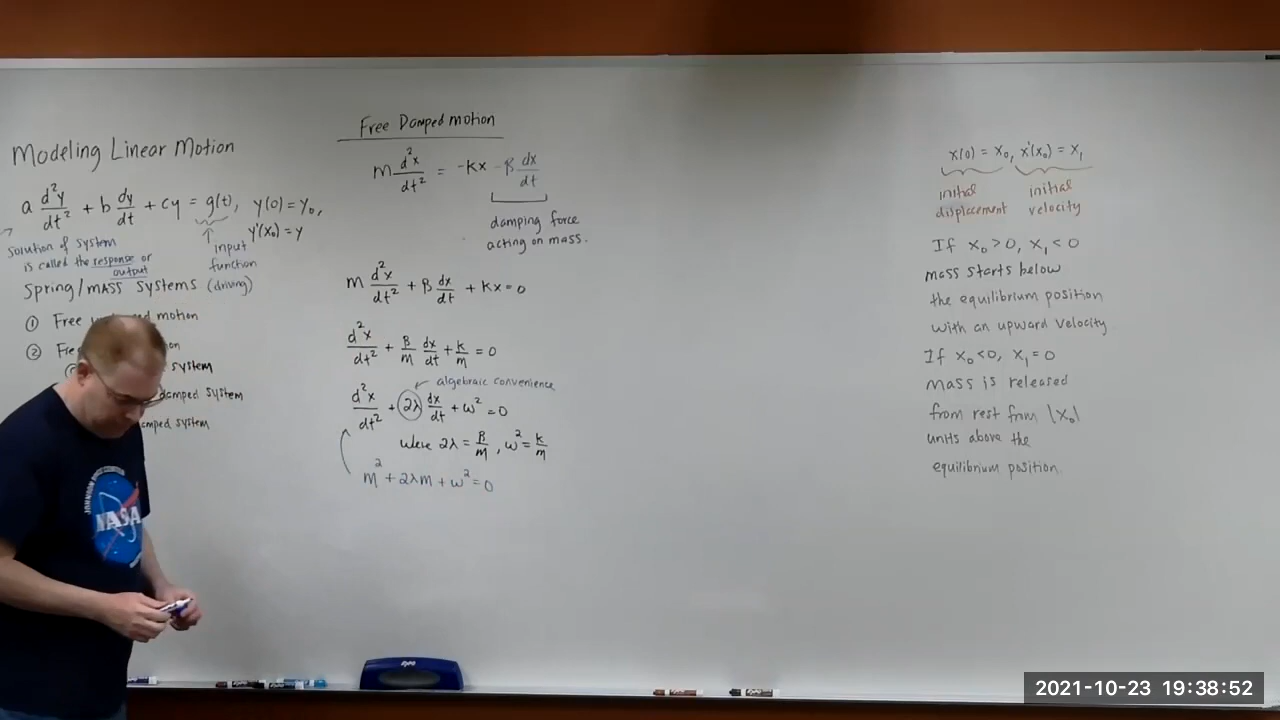 Modeling Linear Motion
a d²y/dt² + b dy/dt + cy = g(t), y(0) = y₀,
y'(x₀) = y
solution of system
is called the response or
output
input
function
(driving)
Spring/mass systems
① Free motion
② Fre on
system
damped system
mped system
Free Damped motion
m d²x/dt² = -kx - β dx/dt
damping force
acting on mass.
m d²x/dt² + β dx/dt + kx = 0
d²x/dt² + β/m dx/dt + k/m = 0
algebraic convenience
d²x/dt² + 2λ dx/dt + ω² = 0
were 2λ = β/m, ω² = k/m
m² + 2λm + ω² = 0
x(0) = x₀, x'(x₀) = x₁
initial displacement
initial velocity
If x₀ > 0, x₁ < 0
mass starts below
the equilibrium position
with an upward velocity
If x₀ < 0, x₁ = 0
mass is released
from rest from |x₀|
units above the
equilibrium position.
NASA
EXPO
2021-10-23 19:38:52